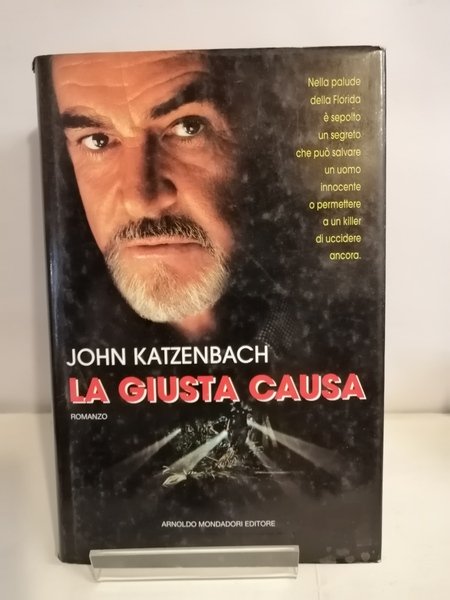 Nella palude
della Florida
è sepolto
un segreto
che può salvare
un uomo
innocente
o permettere
a un killer
di uccidere
ancora.
JOHN KATZENBACH
LA GIUSTA CAUSA
ROMANZO
ARNOLDO MONDADORI EDITORE